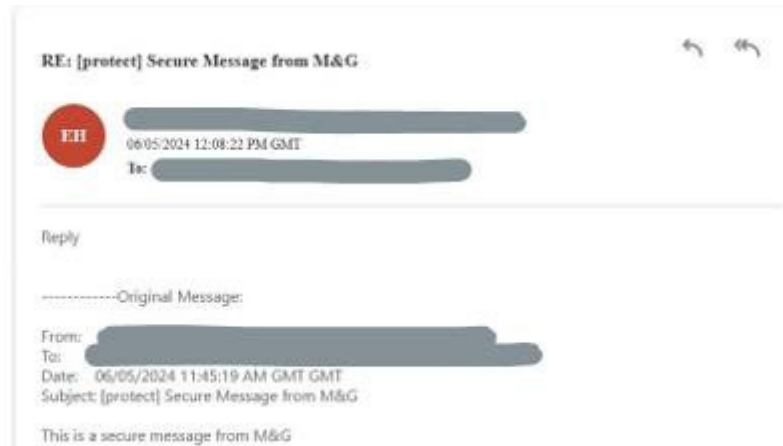 RE: [protect] Secure Message from M&G
EH
06/05/2024 12:08:22 PM GMT
To:
Reply
------------Original Message:
From:
To:
Date: 06/05/2024 11:45:19 AM GMT GMT
Subject: [protect] Secure Message from M&G
This is a secure message from M&G